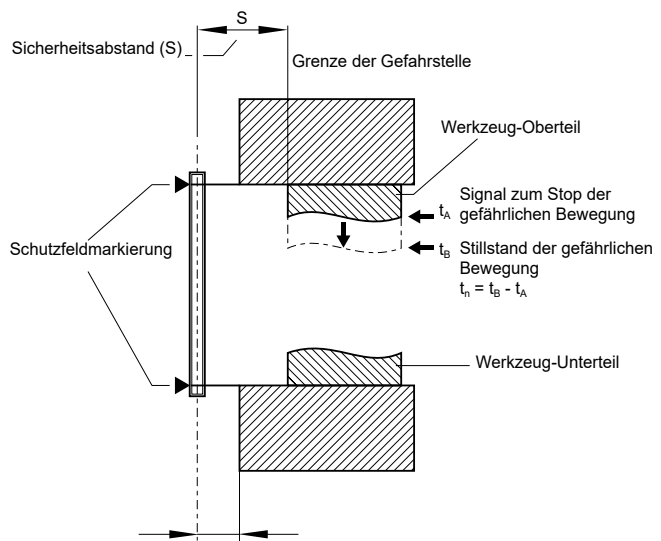 S
Sicherheitsabstand (S)
Grenze der Gefahrstelle
Werkzeug-Oberteil
tA Signal zum Stop der
gefährlichen Bewegung
Schutzfeldmarkierung
tB Stillstand der gefährlichen
Bewegung
tn = tB - tA
Werkzeug-Unterteil